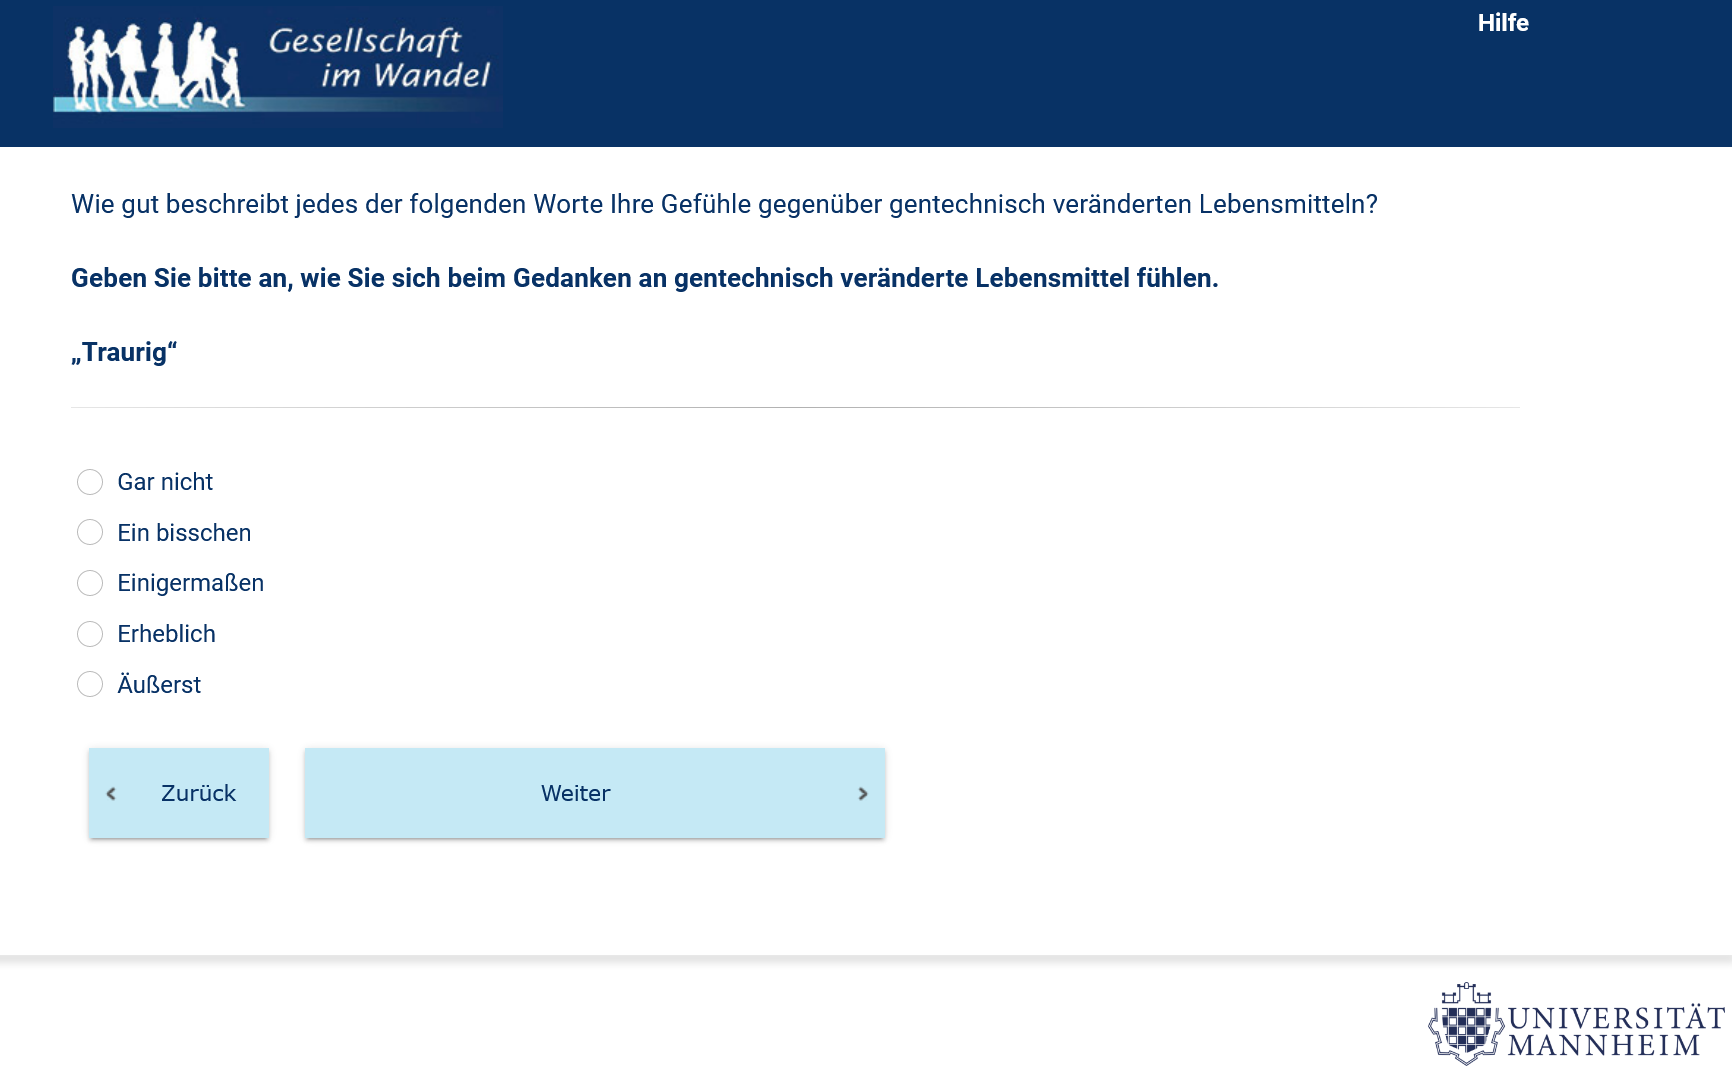 Gesellschaft
im Wandel
Hilfe
Wie gut beschreibt jedes der folgenden Worte Ihre Gefühle gegenüber gentechnisch veränderten Lebensmitteln?
Geben Sie bitte an, wie Sie sich beim Gedanken an gentechnisch veränderte Lebensmittel fühlen.
„Traurig“
Gar nicht
Ein bisschen
Einigermaßen
Erheblich
Äußerst
Zurück
Weiter
UNIVERSITÄT
MANNHEIM